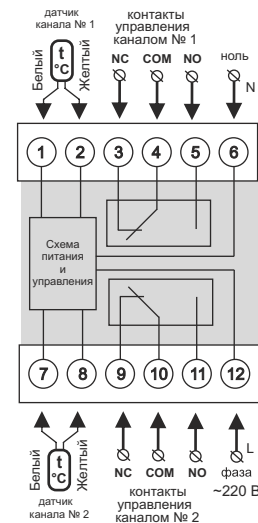 датчик
канала № 1
контакты
управления
каналом № 1
Белый
t
°C
Желтый
NC
COM
NO
ноль
N
1
2
3
4
5
6
Схема
питания
и
управления
7
8
9
10
11
12
Белый
t
°C
Желтый
NC
COM
NO
L
фаза
~220 В
датчик
канала № 2
контакты
управления
каналом № 2